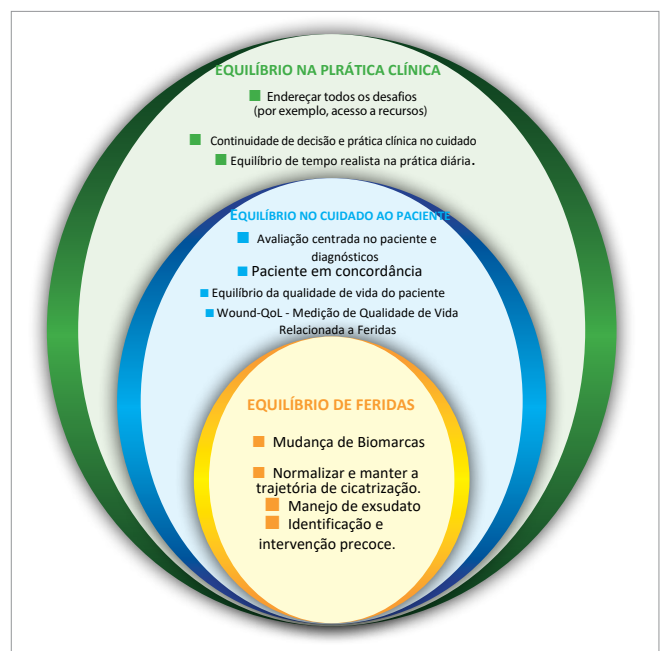 EQUILÍBRIO NA PLRÁTICA CLÍNICA
Endereçar todos os desafios
(por exemplo, acesso a recursos)
Continuidade de decisão e prática clínica no cuidado
Equilíbrio de tempo realista na prática diária.
EQUILÍBRIO NO CUIDADO AO PACIENTE
Avaliação centrada no paciente e
diagnósticos
Paciente em concordância
Equilíbrio da qualidade de vida do paciente
Wound-QoL - Medição de Qualidade de Vida
Relacionada a Feridas
EQUILÍBRIO DE FERIDAS
Mudança de Biomarcas
Normalizar e manter a
trajetória de cicatrização.
Manejo de exsudato
Identificação e
intervenção precoce.